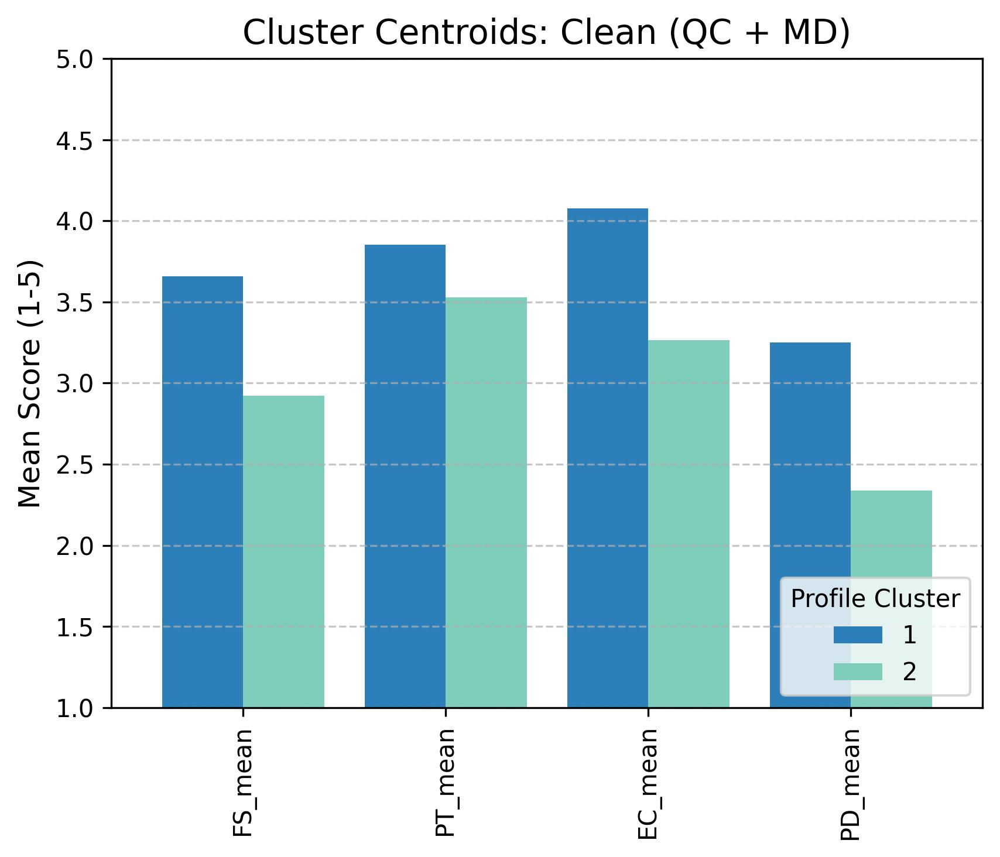 Cluster Centroids: Clean (QC + MD)
Mean Score (1-5)
5.0
4.5
4.0
3.5
3.0
2.5
2.0
1.5
1.0
Profile Cluster
1
2
FS_mean
PT_mean
EC_mean
PD_mean